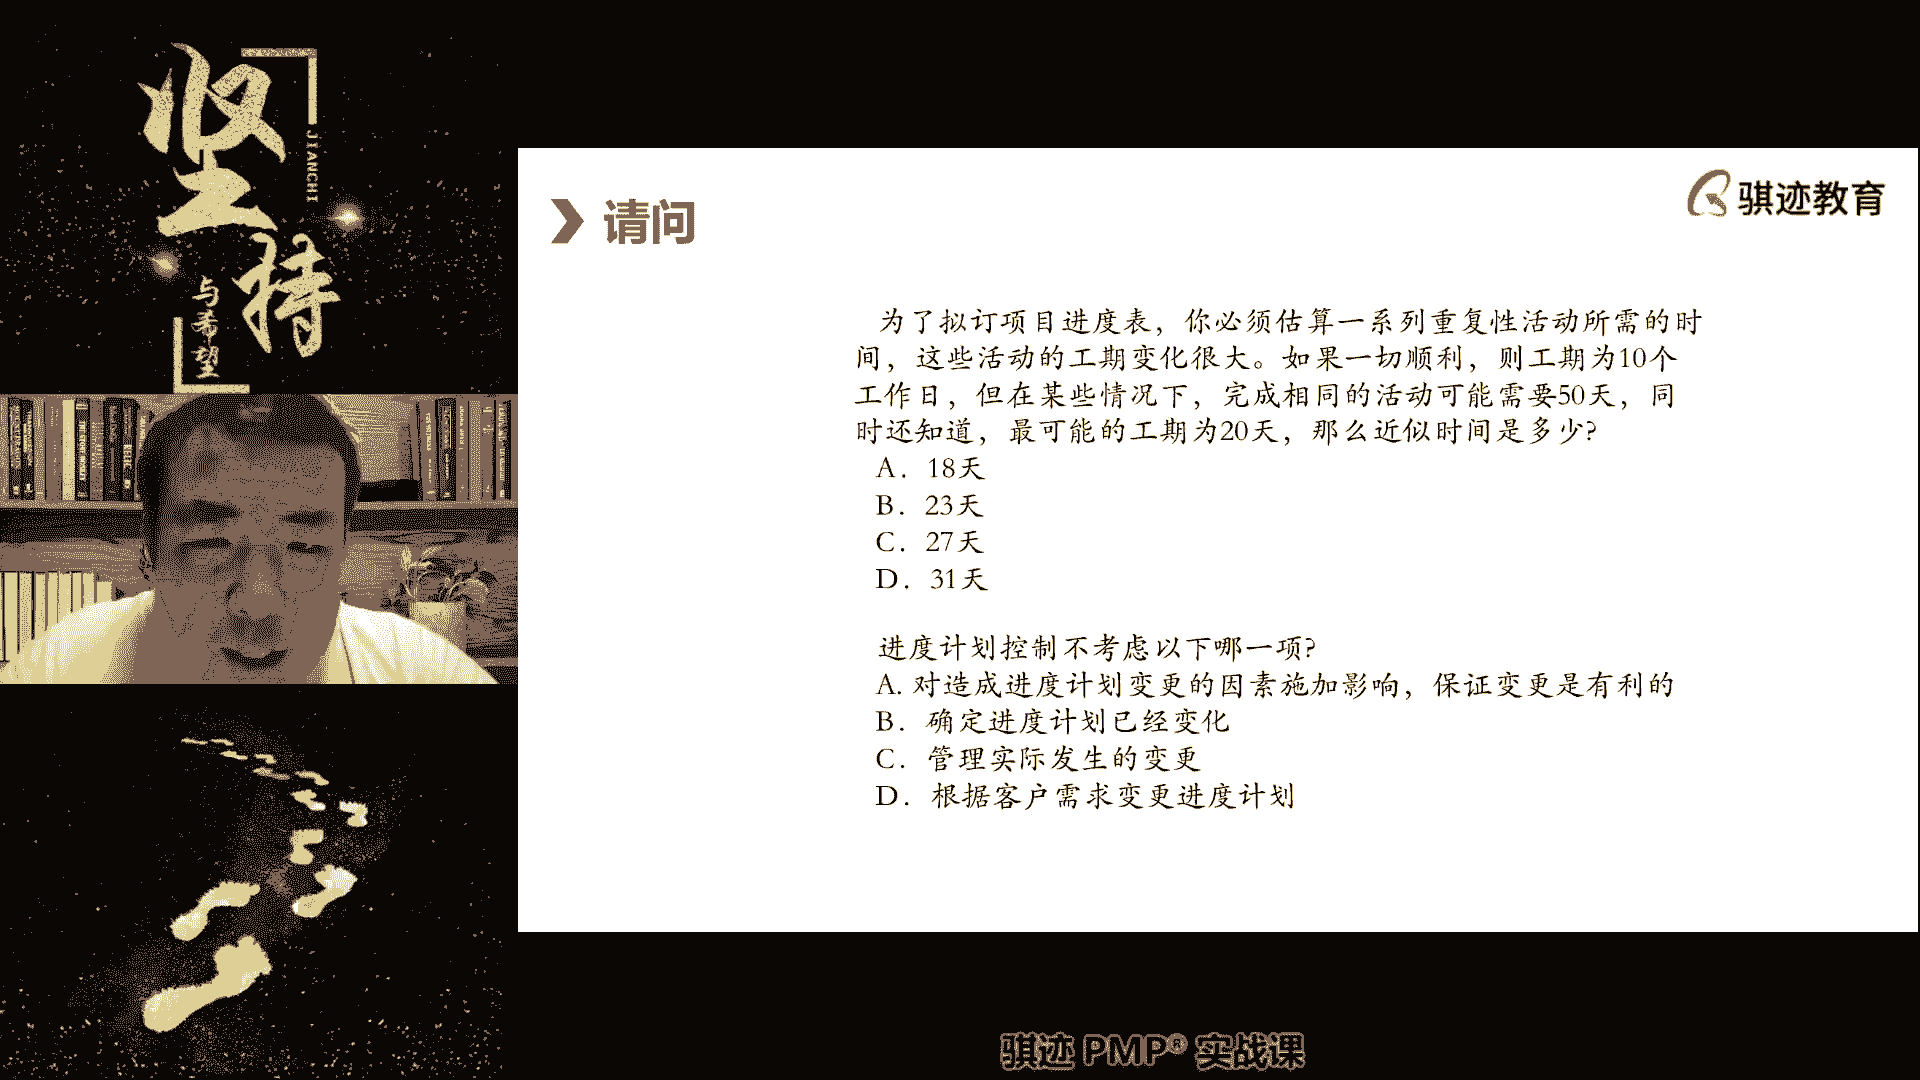 坚持
JIANCHI
与希望
请问
骐迹教育
为了拟订项目进度表，你必须估算一系列重复性活动所需的时
间，这些活动的工期变化很大。如果一切顺利，则工期为10个
工作日，但在某些情况下，完成相同的活动可能需要50天，同
时还知道，最可能的工期为20天，那么近似时间是多少?
A．18天
B．23天
C．27天
D．31天
进度计划控制不考虑以下哪一项?
A. 对造成进度计划变更的因素施加影响，保证变更是有利的
B．确定进度计划已经变化
C．管理实际发生的变更
D．根据客户需求变更进度计划
骐迹 PMP® 实战课